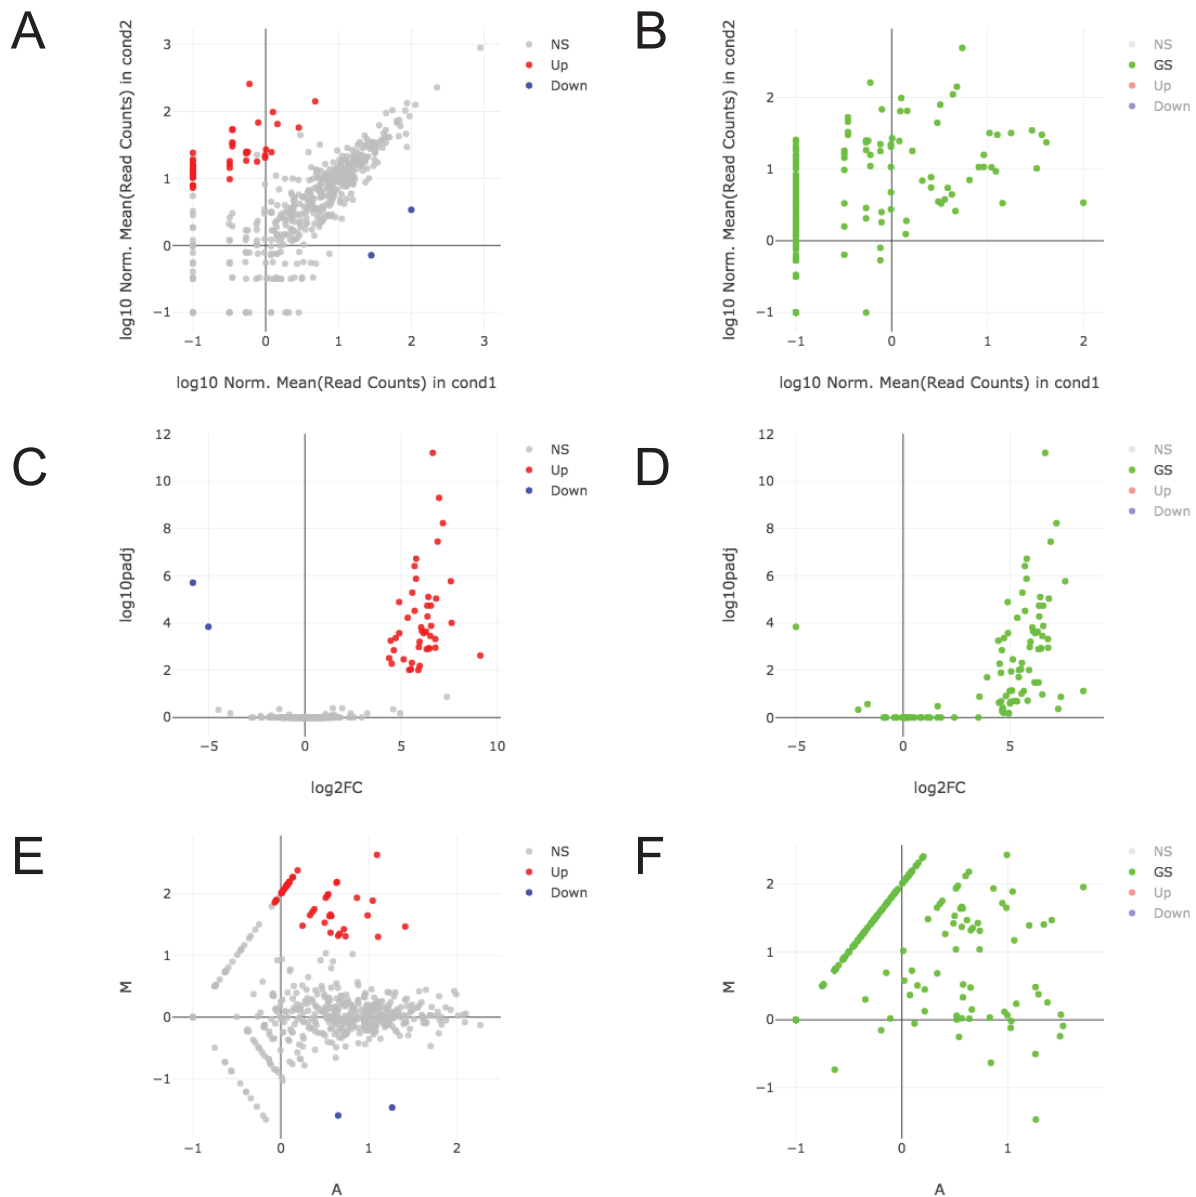 A
log10 Norm. Mean(Read Counts) in cond2
3
2
1
0
−1
−1
0
1
2
3
log10 Norm. Mean(Read Counts) in cond1
NS
Up
Down
B
log10 Norm. Mean(Read Counts) in cond2
2
1
0
−1
−1
0
1
2
log10 Norm. Mean(Read Counts) in cond1
NS
GS
Up
Down
C
log10padj
12
10
8
6
4
2
0
−5
0
5
10
log2FC
NS
Up
Down
D
log10padj
12
10
8
6
4
2
0
−5
0
5
log2FC
NS
GS
Up
Down
E
M
2
1
0
−1
−1
0
1
2
A
NS
Up
Down
F
M
2
1
0
−1
−1
0
1
A
NS
GS
Up
Down